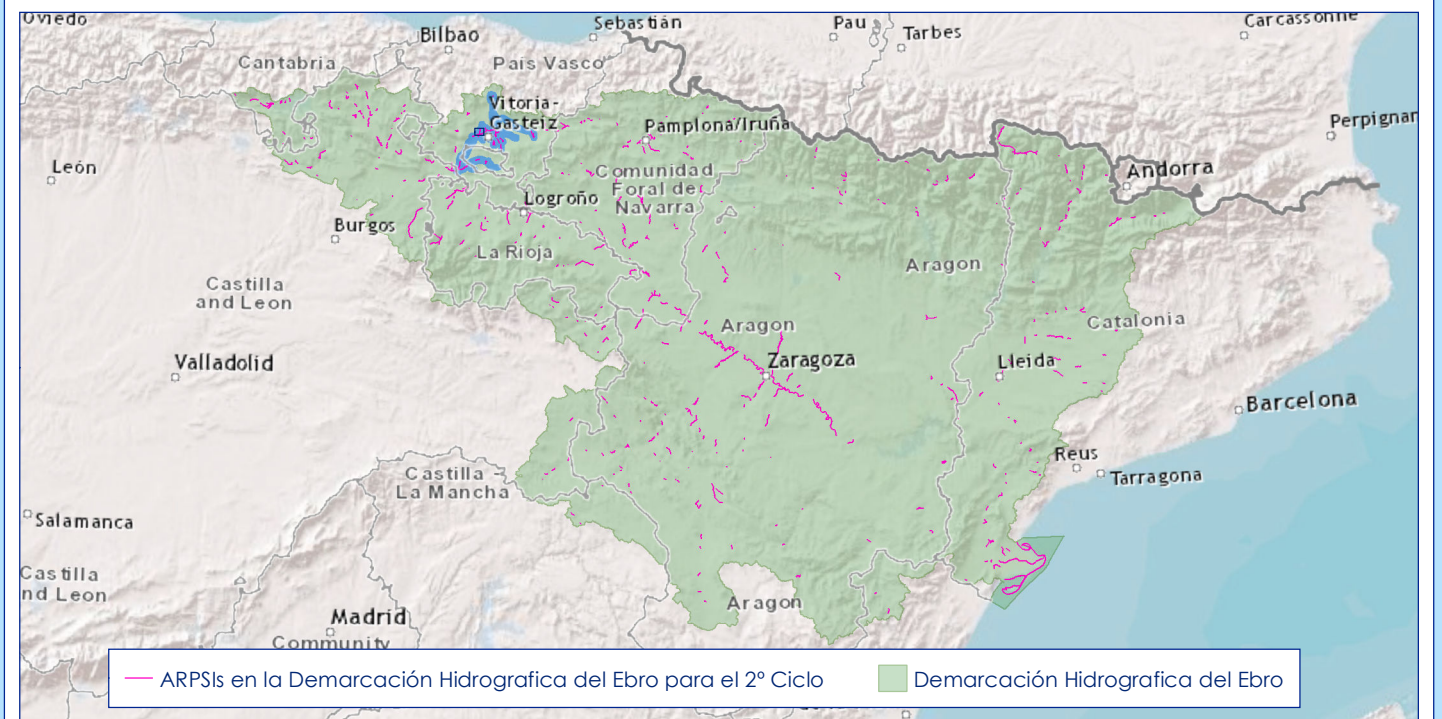 Oviedo
Sebastián
Pau
Tarbes
Carcassonne
Bilbao
Cantabria
País Vasco
Vitoria-
Gasteiz
Pamplona/Iruña
Perpignan
León
Comunidad
Foral de
Navarra
Andorra
Logroño
Burgos
La Rioja
Aragon
Castilla
and Leon
Aragon
Catalonia
Valladolid
Zaragoza
Lleida
Barcelona
Castilla -
La Mancha
Reus
Tarragona
Salamanca
Castilla
nd Leon
Aragon
Madrid
Community
ARPSIs en la Demarcación Hidrografica del Ebro para el 2º Ciclo
Demarcación Hidrografica del Ebro